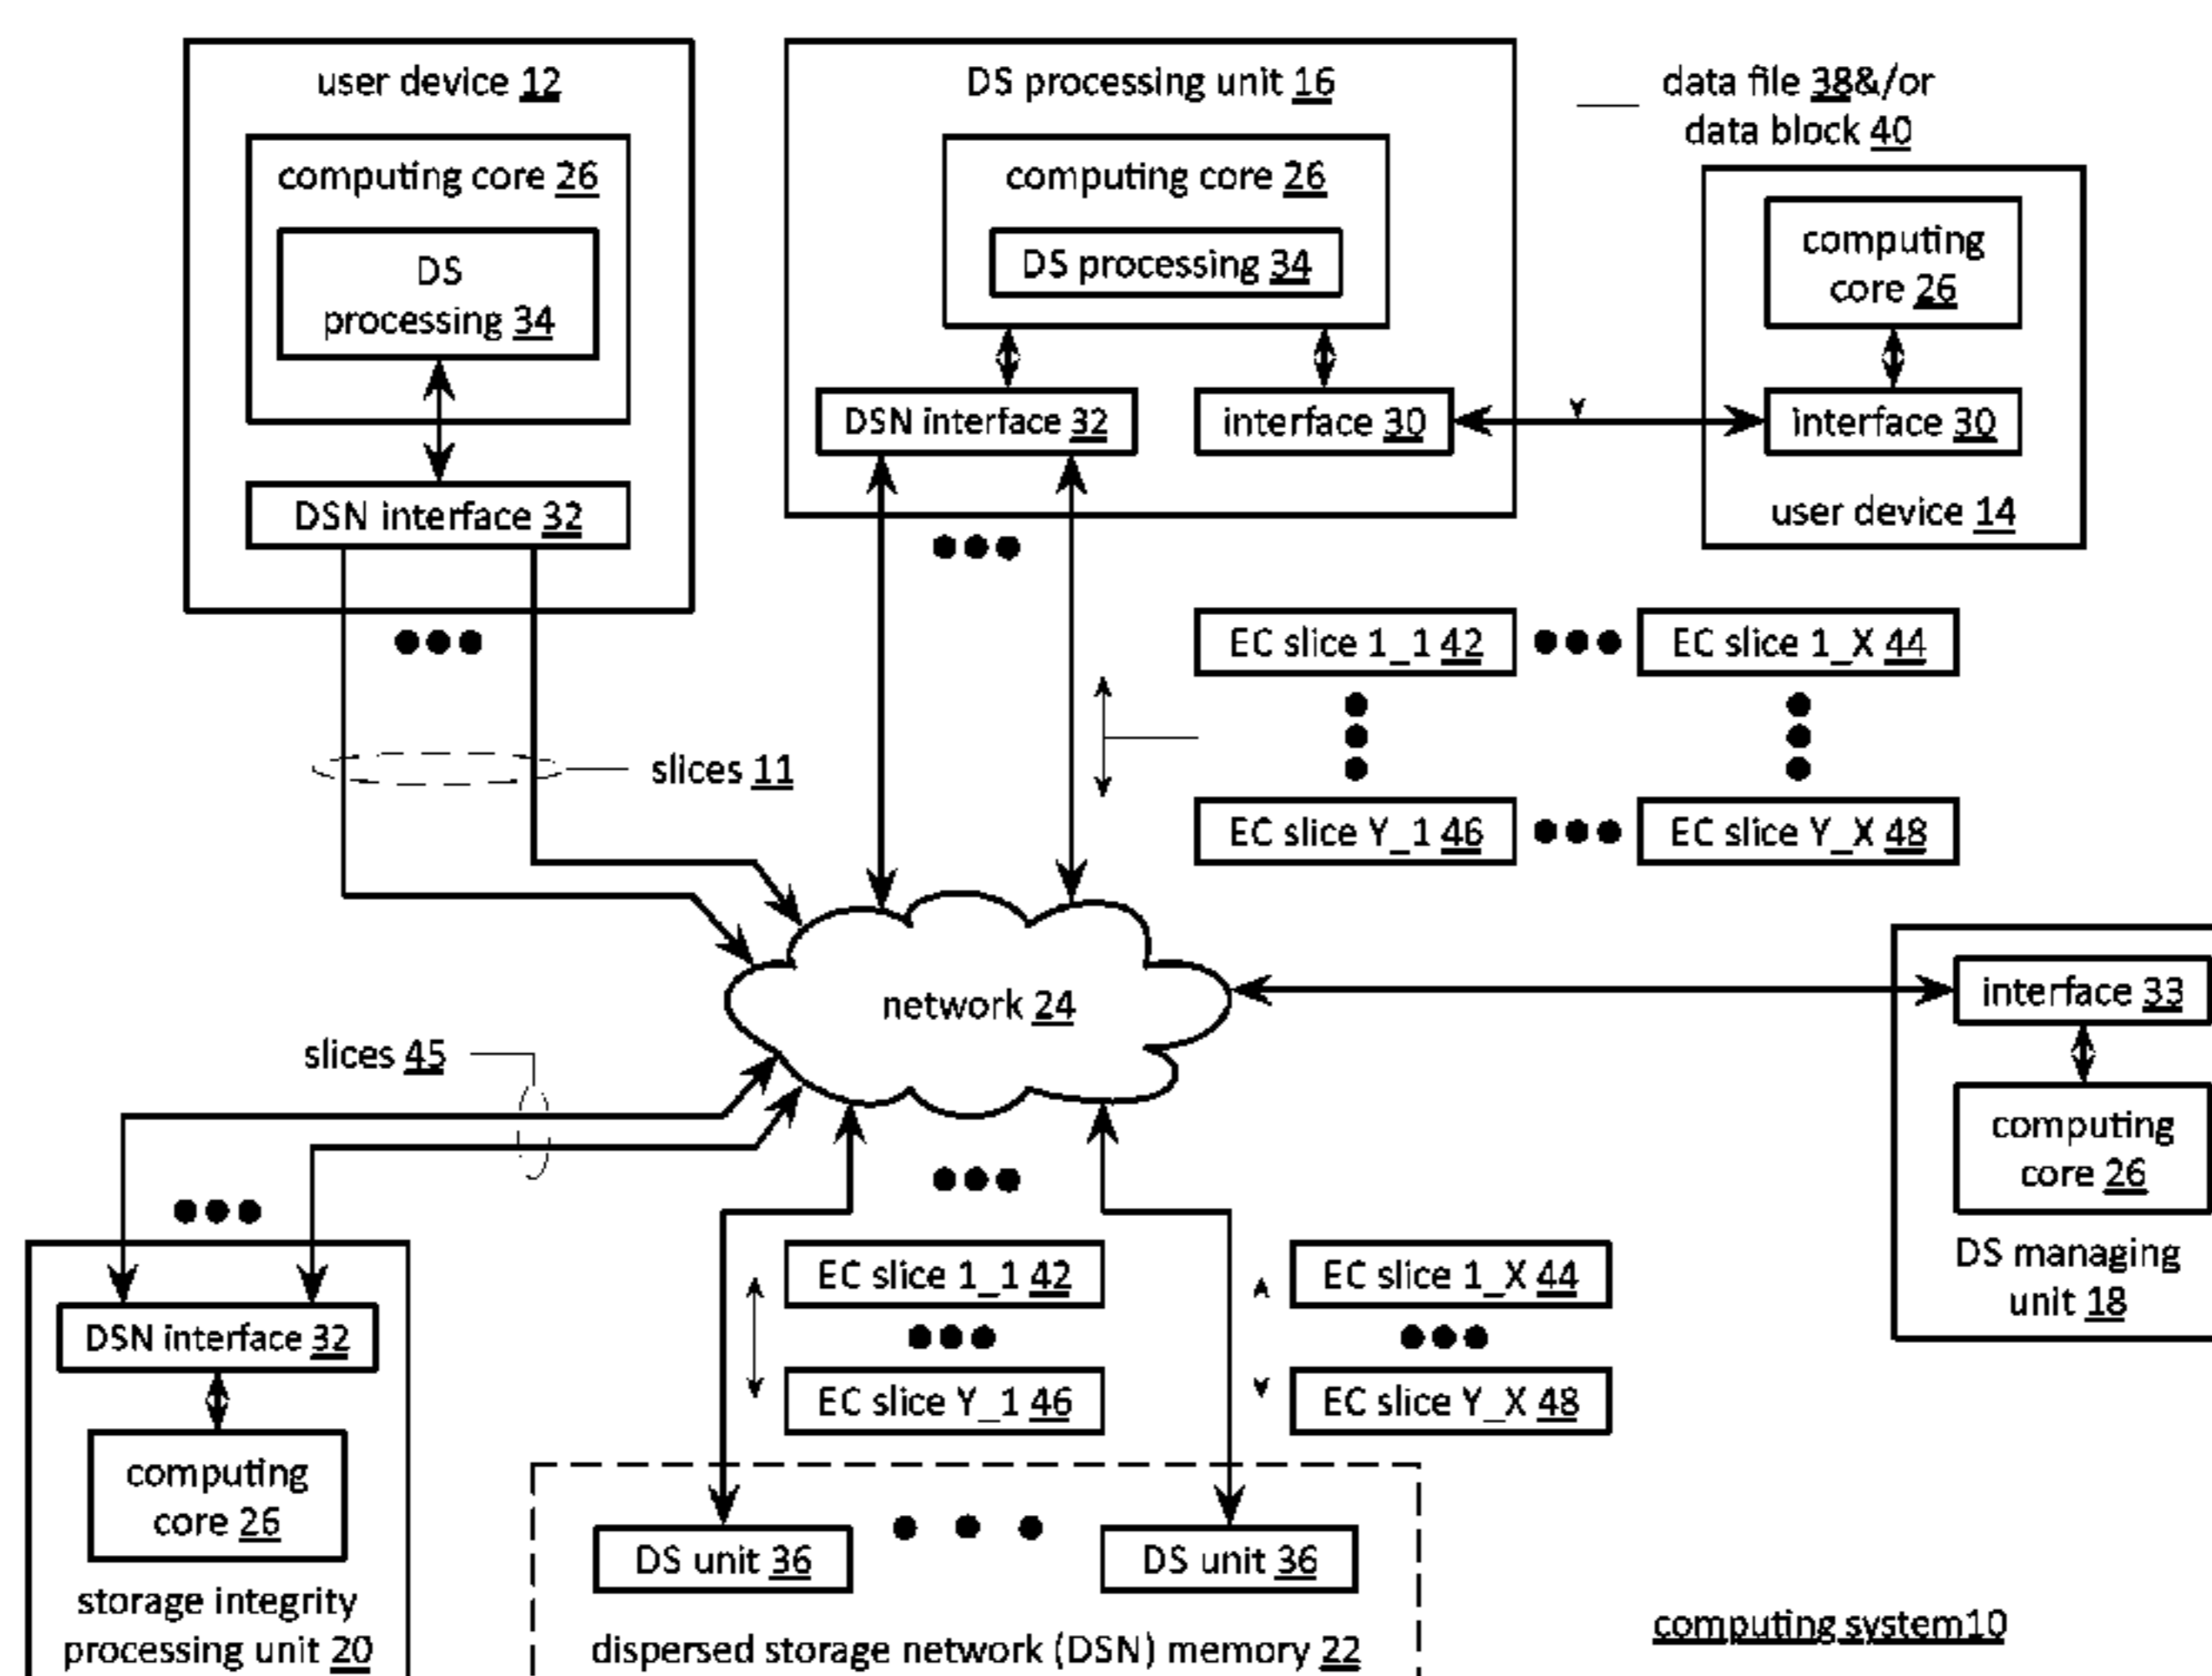 user device 12
computing core 26
DS
processing 34
DSN interface 32
slices 11
DS processing unit 16
computing core 26
DS processing 34
DSN interface 32
interface 30
data file 38&/or
data block 40
computing
core 26
interface 30
user device 14
EC slice 1_1 42
EC slice 1_X 44
EC slice Y_1 46
EC slice Y_X 48
network 24
interface 33
computing
core 26
DS managing
unit 18
slices 45
DSN interface 32
computing
core 26
storage integrity
processing unit 20
EC slice 1_1 42
EC slice Y_1 46
EC slice 1_X 44
EC slice Y_X 48
DS unit 36
DS unit 36
dispersed storage network (DSN) memory 22
computing system10